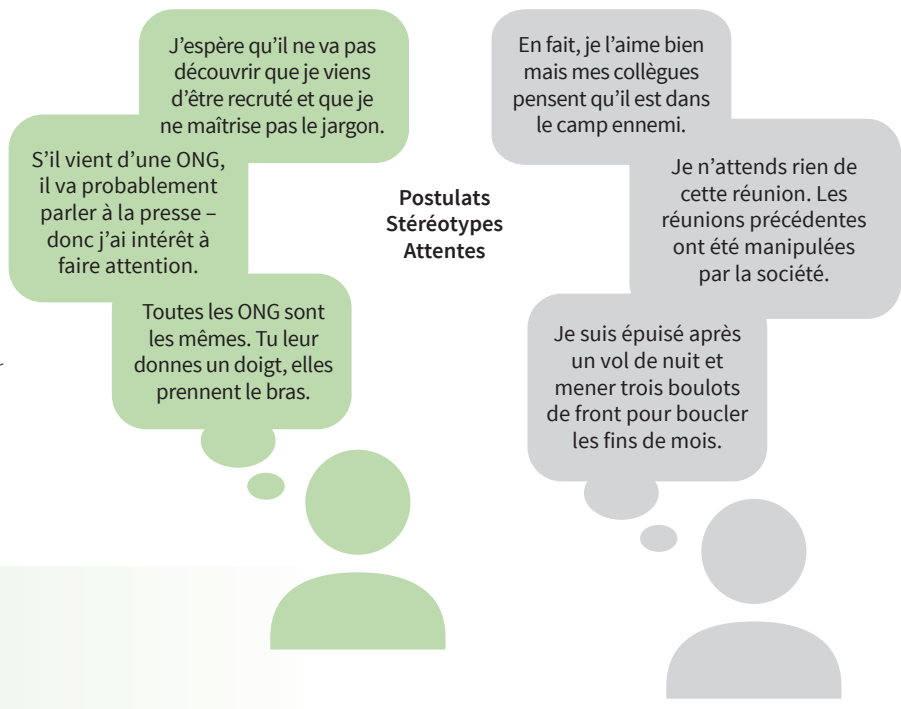 J’espère qu’il ne va pas
découvrir que je viens
d’être recruté et que je
ne maîtrise pas le jargon.
S’il vient d’une ONG,
il va probablement
parler à la presse –
donc j’ai intérêt à
faire attention.
Toutes les ONG sont
les mêmes. Tu leur
donnes un doigt, elles
prennent le bras.
Postulats
Stéréotypes
Attentes
En fait, je l’aime bien
mais mes collègues
pensent qu’il est dans
le camp ennemi.
Je n’attends rien de
cette réunion. Les
réunions précédentes
ont été manipulées
par la société.
Je suis épuisé après
un vol de nuit et
mener trois boulots
de front pour boucler
les fins de mois.